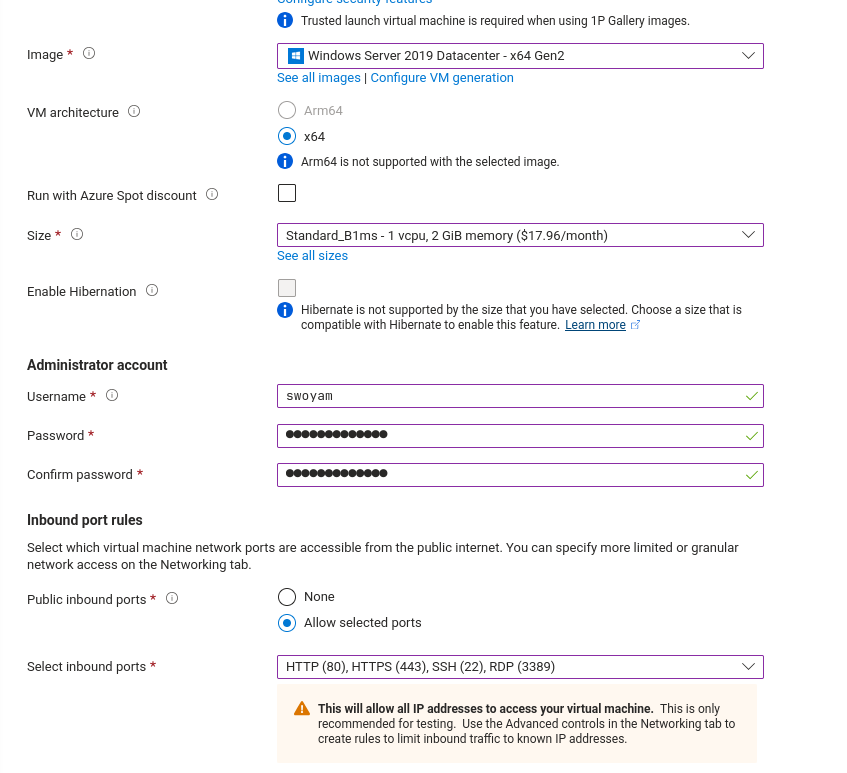 Configure security features
Trusted launch virtual machine is required when using 1P Gallery images.
Image *
Windows Server 2019 Datacenter - x64 Gen2
See all images | Configure VM generation
VM architecture
Arm64
x64
Arm64 is not supported with the selected image.
Run with Azure Spot discount
Size *
Standard_B1ms - 1 vcpu, 2 GiB memory ($17.96/month)
See all sizes
Enable Hibernation
Hibernate is not supported by the size that you have selected. Choose a size that is
compatible with Hibernate to enable this feature. Learn more
Administrator account
Username *
swoyam
Password *
●●●●●●●●●●●●●
Confirm password *
●●●●●●●●●●●●●
Inbound port rules
Select which virtual machine network ports are accessible from the public internet. You can specify more limited or granular
network access on the Networking tab.
Public inbound ports *
None
Allow selected ports
Select inbound ports *
HTTP (80), HTTPS (443), SSH (22), RDP (3389)
This will allow all IP addresses to access your virtual machine. This is only
recommended for testing. Use the Advanced controls in the Networking tab to
create rules to limit inbound traffic to known IP addresses.